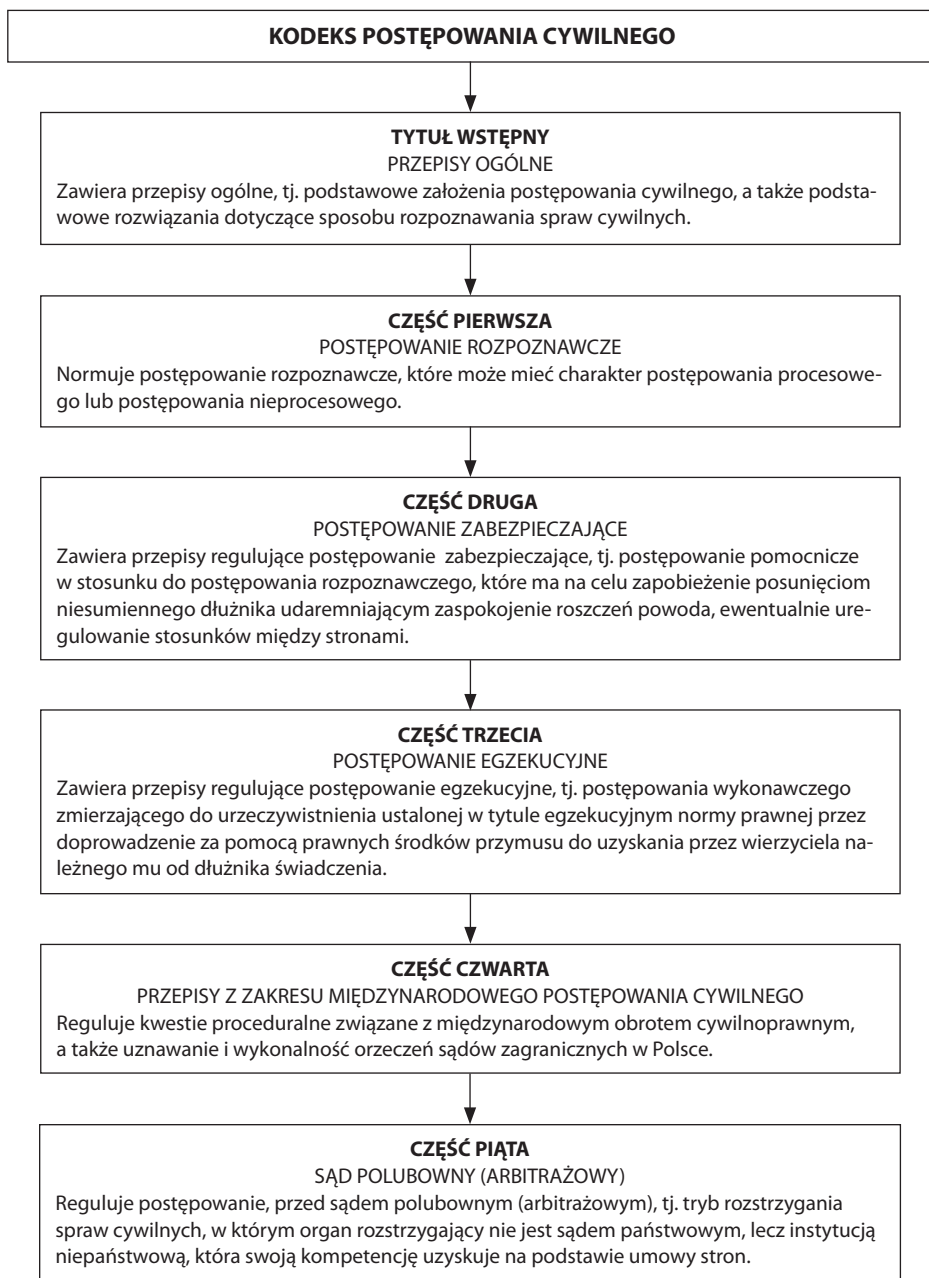 KODEKS POSTĘPOWANIA CYWILNEGO
TYTUŁ WSTĘPNY
PRZEPISY OGÓLNE
Zawiera przepisy ogólne, tj. podstawowe założenia postępowania cywilnego, a także podsta-
wowe rozwiązania dotyczące sposobu rozpoznawania spraw cywilnych.
CZĘŚĆ PIERWSZA
POSTĘPOWANIE ROZPOZNAWCZE
Normuje postępowanie rozpoznawcze, które może mieć charakter postępowania procesowe-
go lub postępowania nieprocesowego.
CZĘŚĆ DRUGA
POSTĘPOWANIE ZABEZPIECZAJĄCE
Zawiera przepisy regulujące postępowanie zabezpieczające, tj. postępowanie pomocnicze
w stosunku do postępowania rozpoznawczego, które ma na celu zapobieżenie posunięciom
niesumiennego dłużnika udaremniającym zaspokojenie roszczeń powoda, ewentualnie ure-
gulowanie stosunków między stronami.
CZĘŚĆ TRZECIA
POSTĘPOWANIE EGZEKUCYJNE
Zawiera przepisy regulujące postępowanie egzekucyjne, tj. postępowania wykonawczego
zmierzającego do urzeczywistnienia ustalonej w tytule egzekucyjnym normy prawnej przez
doprowadzenie za pomocą prawnych środków przymusu do uzyskania przez wierzyciela na-
leżnego mu od dłużnika świadczenia.
CZĘŚĆ CZWARTA
PRZEPISY Z ZAKRESU MIĘDZYNARODOWEGO POSTĘPOWANIA CYWILNEGO
Reguluje kwestie proceduralne związane z międzynarodowym obrotem cywilnoprawnym,
a także uznawanie i wykonalność orzeczeń sądów zagranicznych w Polsce.
CZĘŚĆ PIĄTA
SĄD POLUBOWNY (ARBITRAŻOWY)
Reguluje postępowanie, przed sądem polubownym (arbitrażowym), tj. tryb rozstrzygania
spraw cywilnych, w którym organ rozstrzygający nie jest sądem państwowym, lecz instytucją
niepaństwową, która swoją kompetencję uzyskuje na podstawie umowy stron.